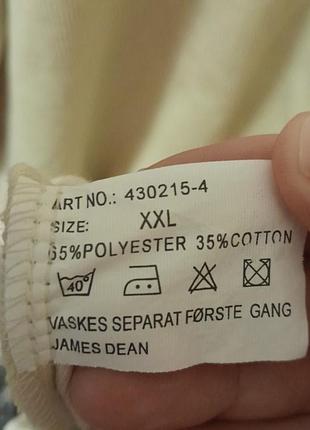 ART NO.: 430215-4
SIZE: XXL
65%POLYESTER 35%COTTON
40°
VASKES SEPARAT FØRSTE GANG
JAMES DEAN